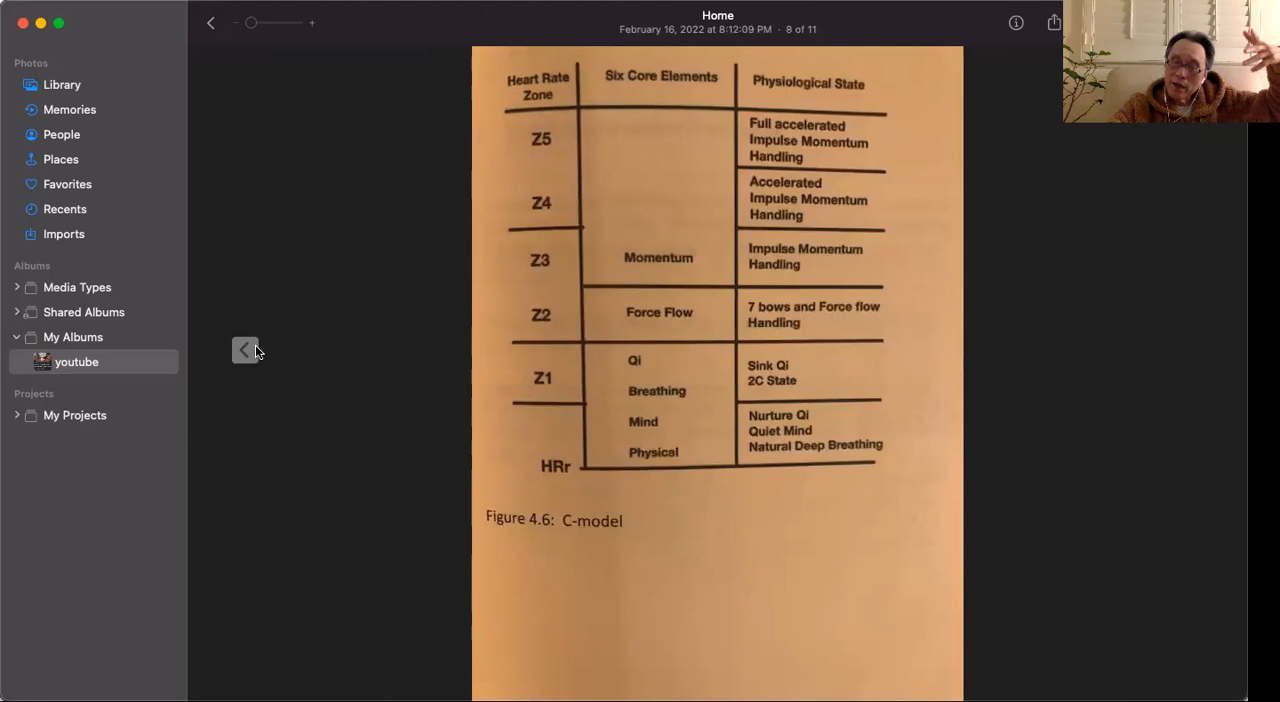 Home
February 16, 2022 at 8:12:09 PM · 8 of 11
Photos
Library
Memories
People
Places
Favorites
Recents
Imports
Albums
Media Types
Shared Albums
My Albums
youtube
Projects
My Projects
Heart Rate
Zone
Six Core Elements
Physiological State
Z5
Full accelerated
Impulse Momentum
Handling
Z4
Accelerated
Impulse Momentum
Handling
Z3
Momentum
Impulse Momentum
Handling
Z2
Force Flow
7 bows and Force flow
Handling
Z1
Qi
Breathing
Mind
Physical
Sink Qi
2C State
Nurture Qi
Quiet Mind
Natural Deep Breathing
HRr
Figure 4.6: C-model